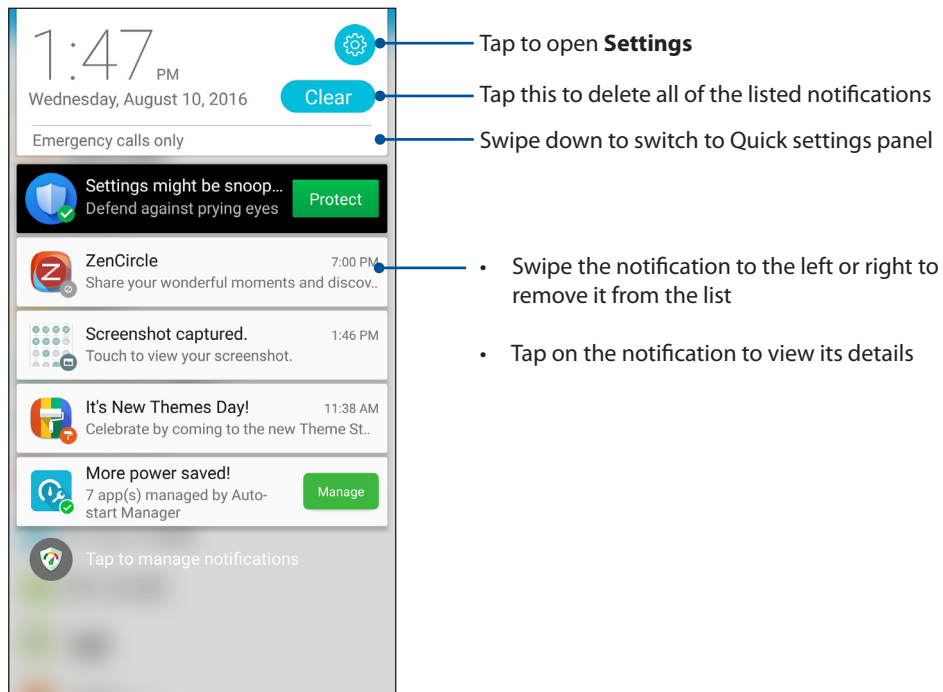 1:47 PM
Wednesday, August 10, 2016
Clear
Emergency calls only
Tap to open Settings
Tap this to delete all of the listed notifications
Swipe down to switch to Quick settings panel
Settings might be snoop...
Defend against prying eyes
Protect
ZenCircle 7:00 PM
Share your wonderful moments and discov..
• Swipe the notification to the left or right to
remove it from the list
Screenshot captured. 1:46 PM
Touch to view your screenshot.
• Tap on the notification to view its details
It's New Themes Day! 11:38 AM
Celebrate by coming to the new Theme St..
More power saved!
7 app(s) managed by Auto-
start Manager
Manage
Tap to manage notifications